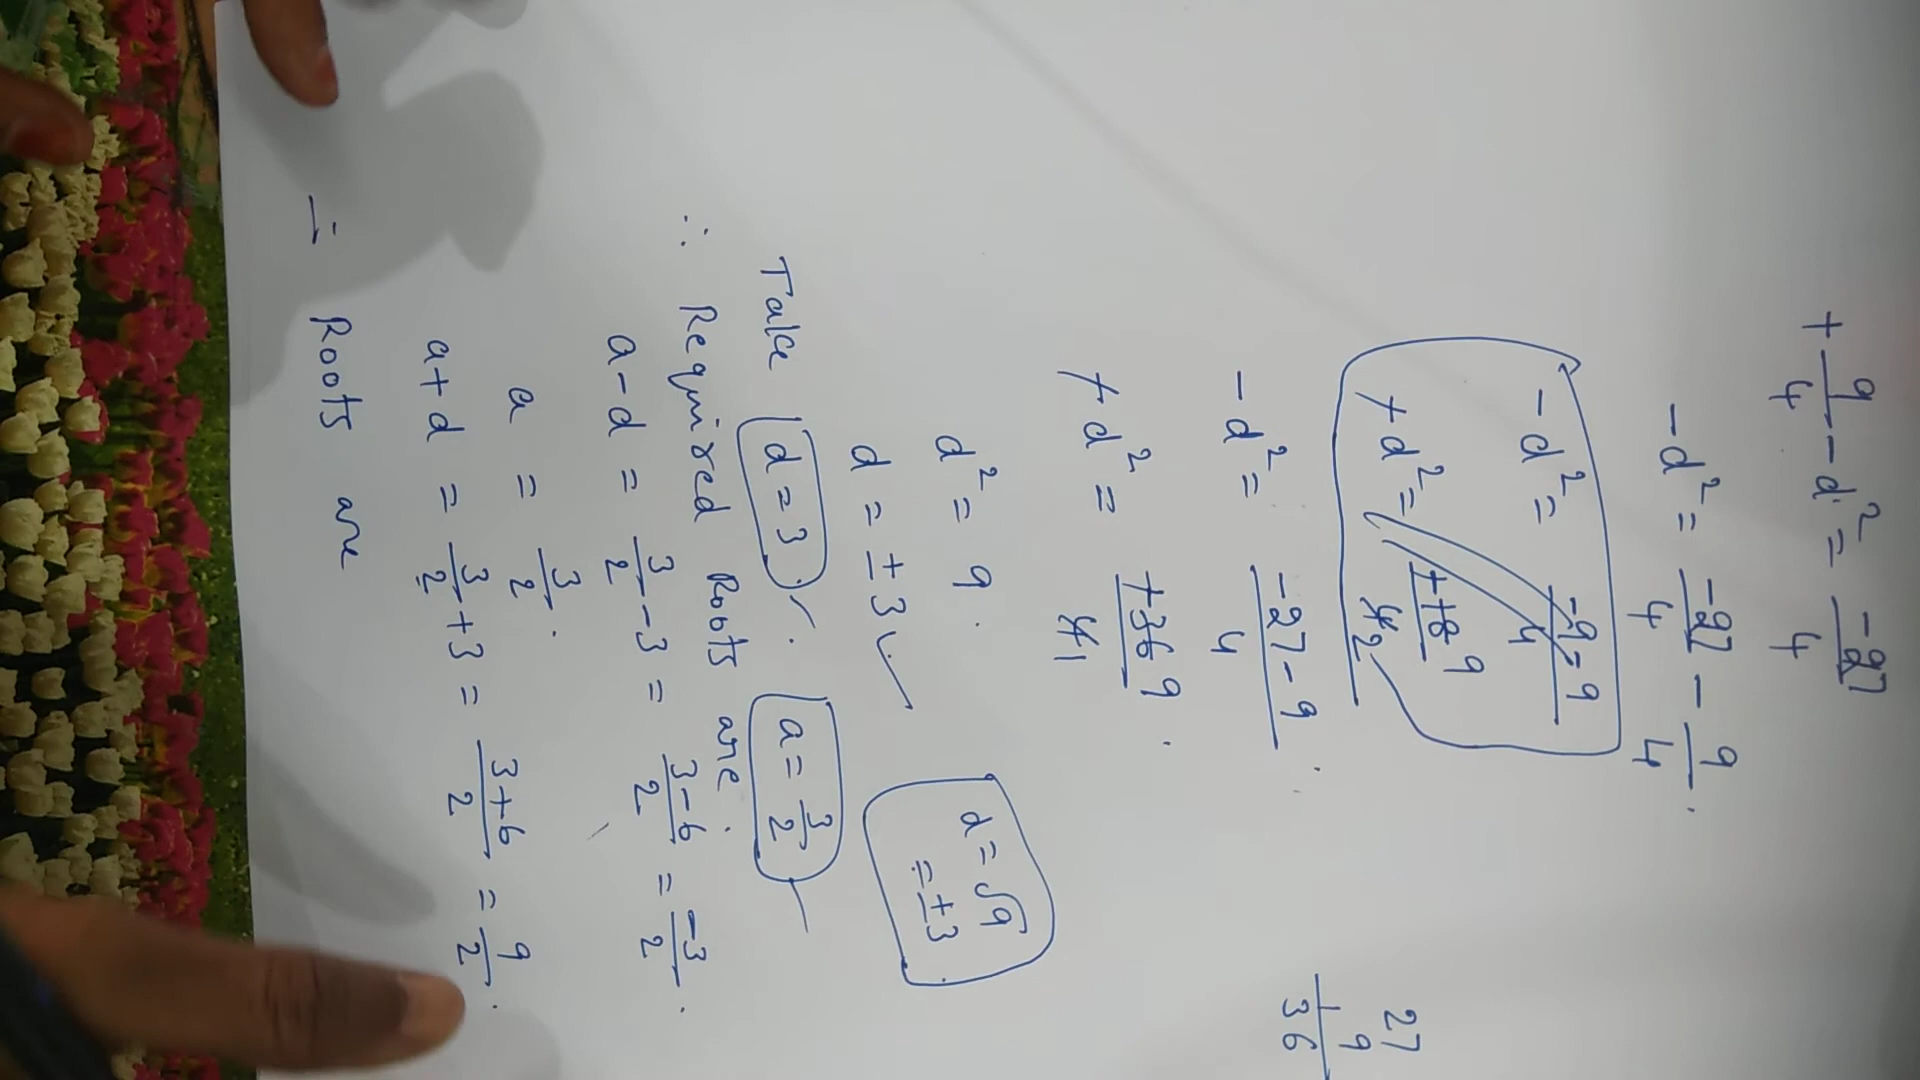 + 9/4 - d² = -27/4
-d² = -27/4 - 9/4.
-d² = -9-9/4
+d² = ++18 9/4 2
-d² = -27-9/4.
+d² = +36 9/4 1.
d² = 9.
d = ±3 ✓
d = √9
= ±3.
Take d = 3. a = 3/2
∴ Required Roots are.
a-d = 3/2 - 3 = 3-6/2 = -3/2.
a = 3/2.
a+d = 3/2 + 3 = 3+6/2 = 9/2.
Roots are
27
9
36